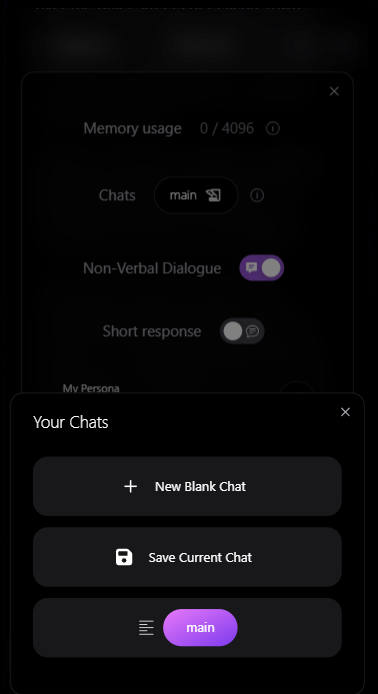 Memory usage 0 / 4096
Chats main
Non-Verbal Dialogue
Short response
My Persona
Your Chats
New Blank Chat
Save Current Chat
main